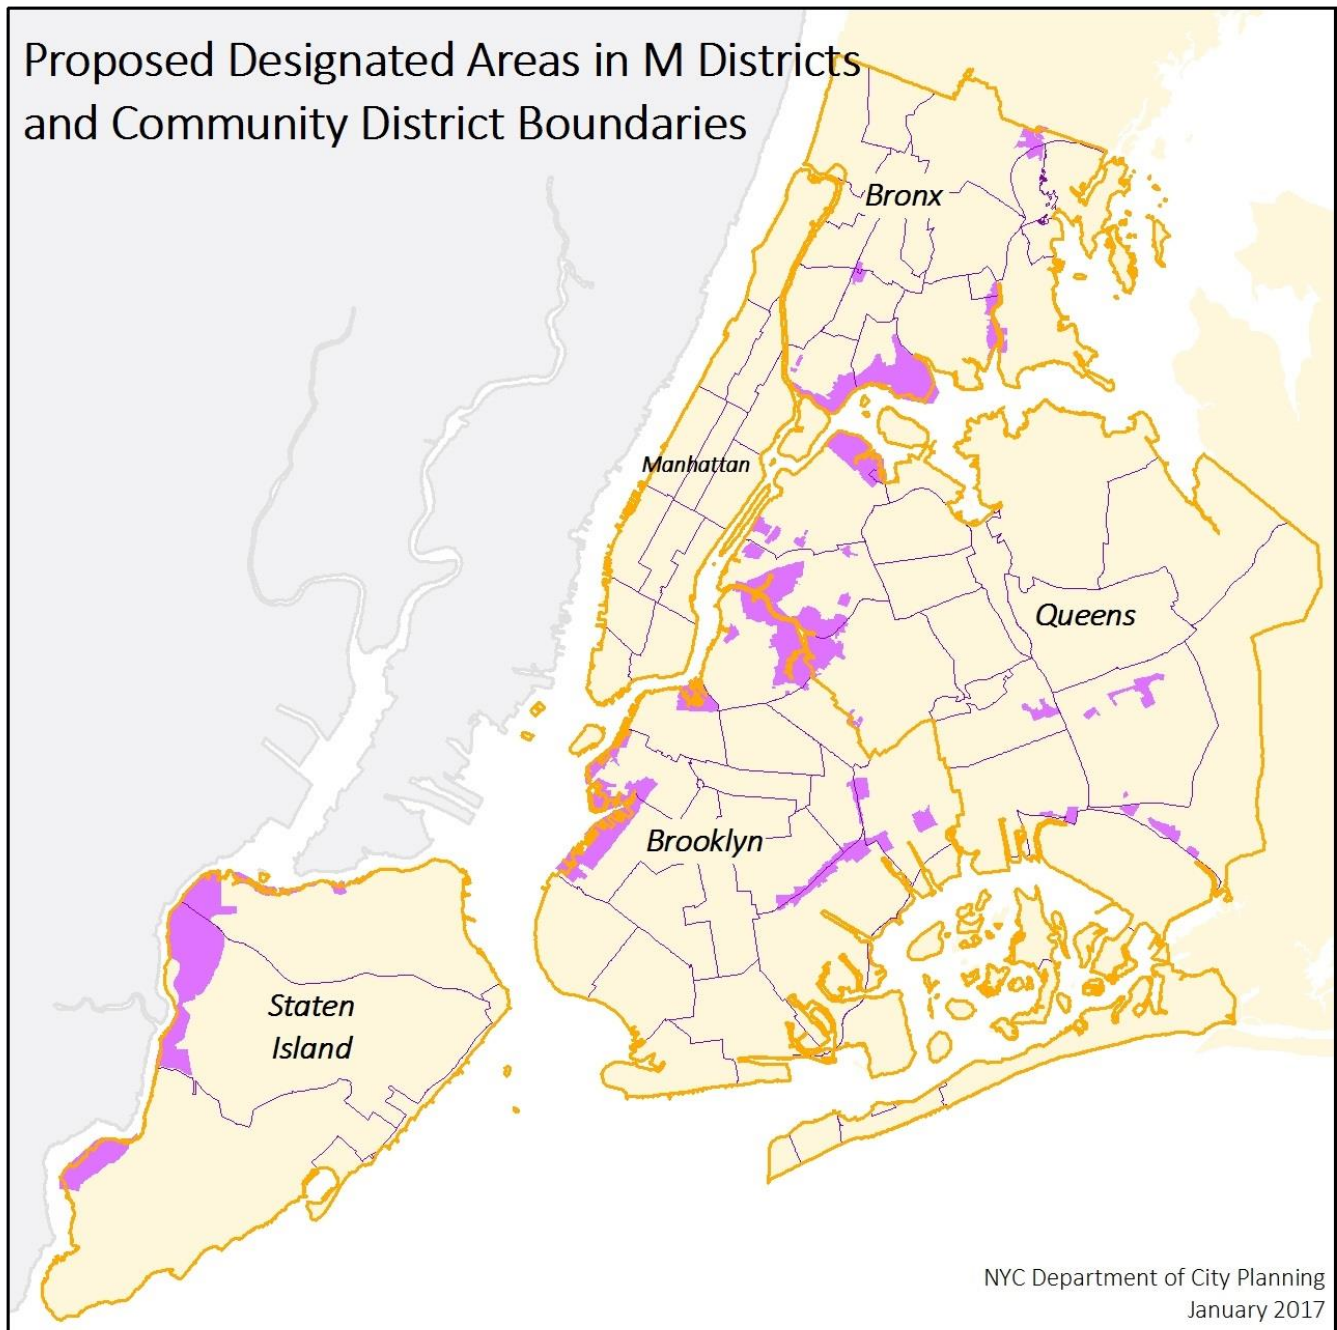 Proposed Designated Areas in M Districts
and Community District Boundaries
Bronx
Manhattan
Queens
Brooklyn
Staten
Island
NYC Department of City Planning
January 2017